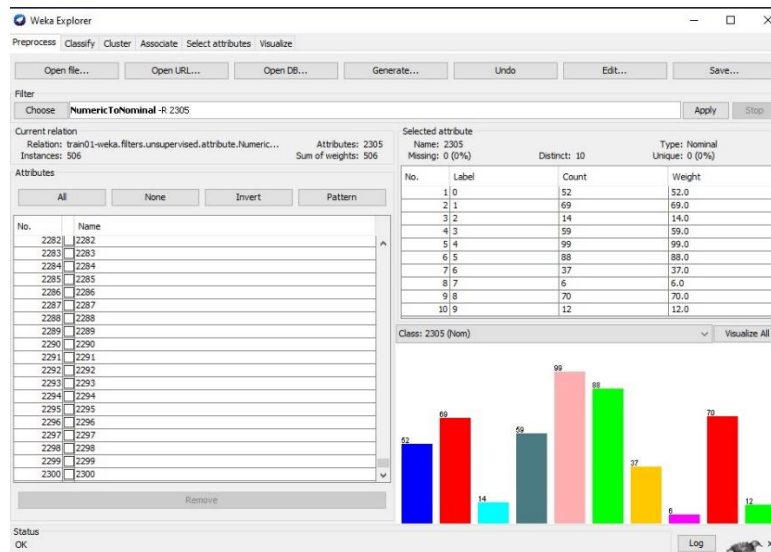 Weka Explorer
Preprocess Classify Cluster Associate Select attributes Visualize
Open file... Open URL... Open DB... Generate... Undo Edit... Save...
Filter
Choose NumericToNominal -R 2305 Apply Stop
Current relation
Relation: train01-weka.filters.unsupervised.attribute.Numeric... Attributes: 2305
Instances: 506 Sum of weights: 506
Attributes
All None Invert Pattern
No. Name
2282 2282
2283 2283
2284 2284
2285 2285
2286 2286
2287 2287
2288 2288
2289 2289
2290 2290
2291 2291
2292 2292
2293 2293
2294 2294
2295 2295
2296 2296
2297 2297
2298 2298
2299 2299
2300 2300
Remove
Selected attribute
Name: 2305 Type: Nominal
Missing: 0 (0%) Distinct: 10 Unique: 0 (0%)
No. Label Count Weight
1 0 52 52.0
2 1 69 69.0
3 2 14 14.0
4 3 59 59.0
5 4 99 99.0
6 5 88 88.0
7 6 37 37.0
8 7 6 6.0
9 8 70 70.0
10 9 12 12.0
Class: 2305 (Nom) Visualize All
52 69 14 59 99 88 37 6 70 12
Status
OK Log x